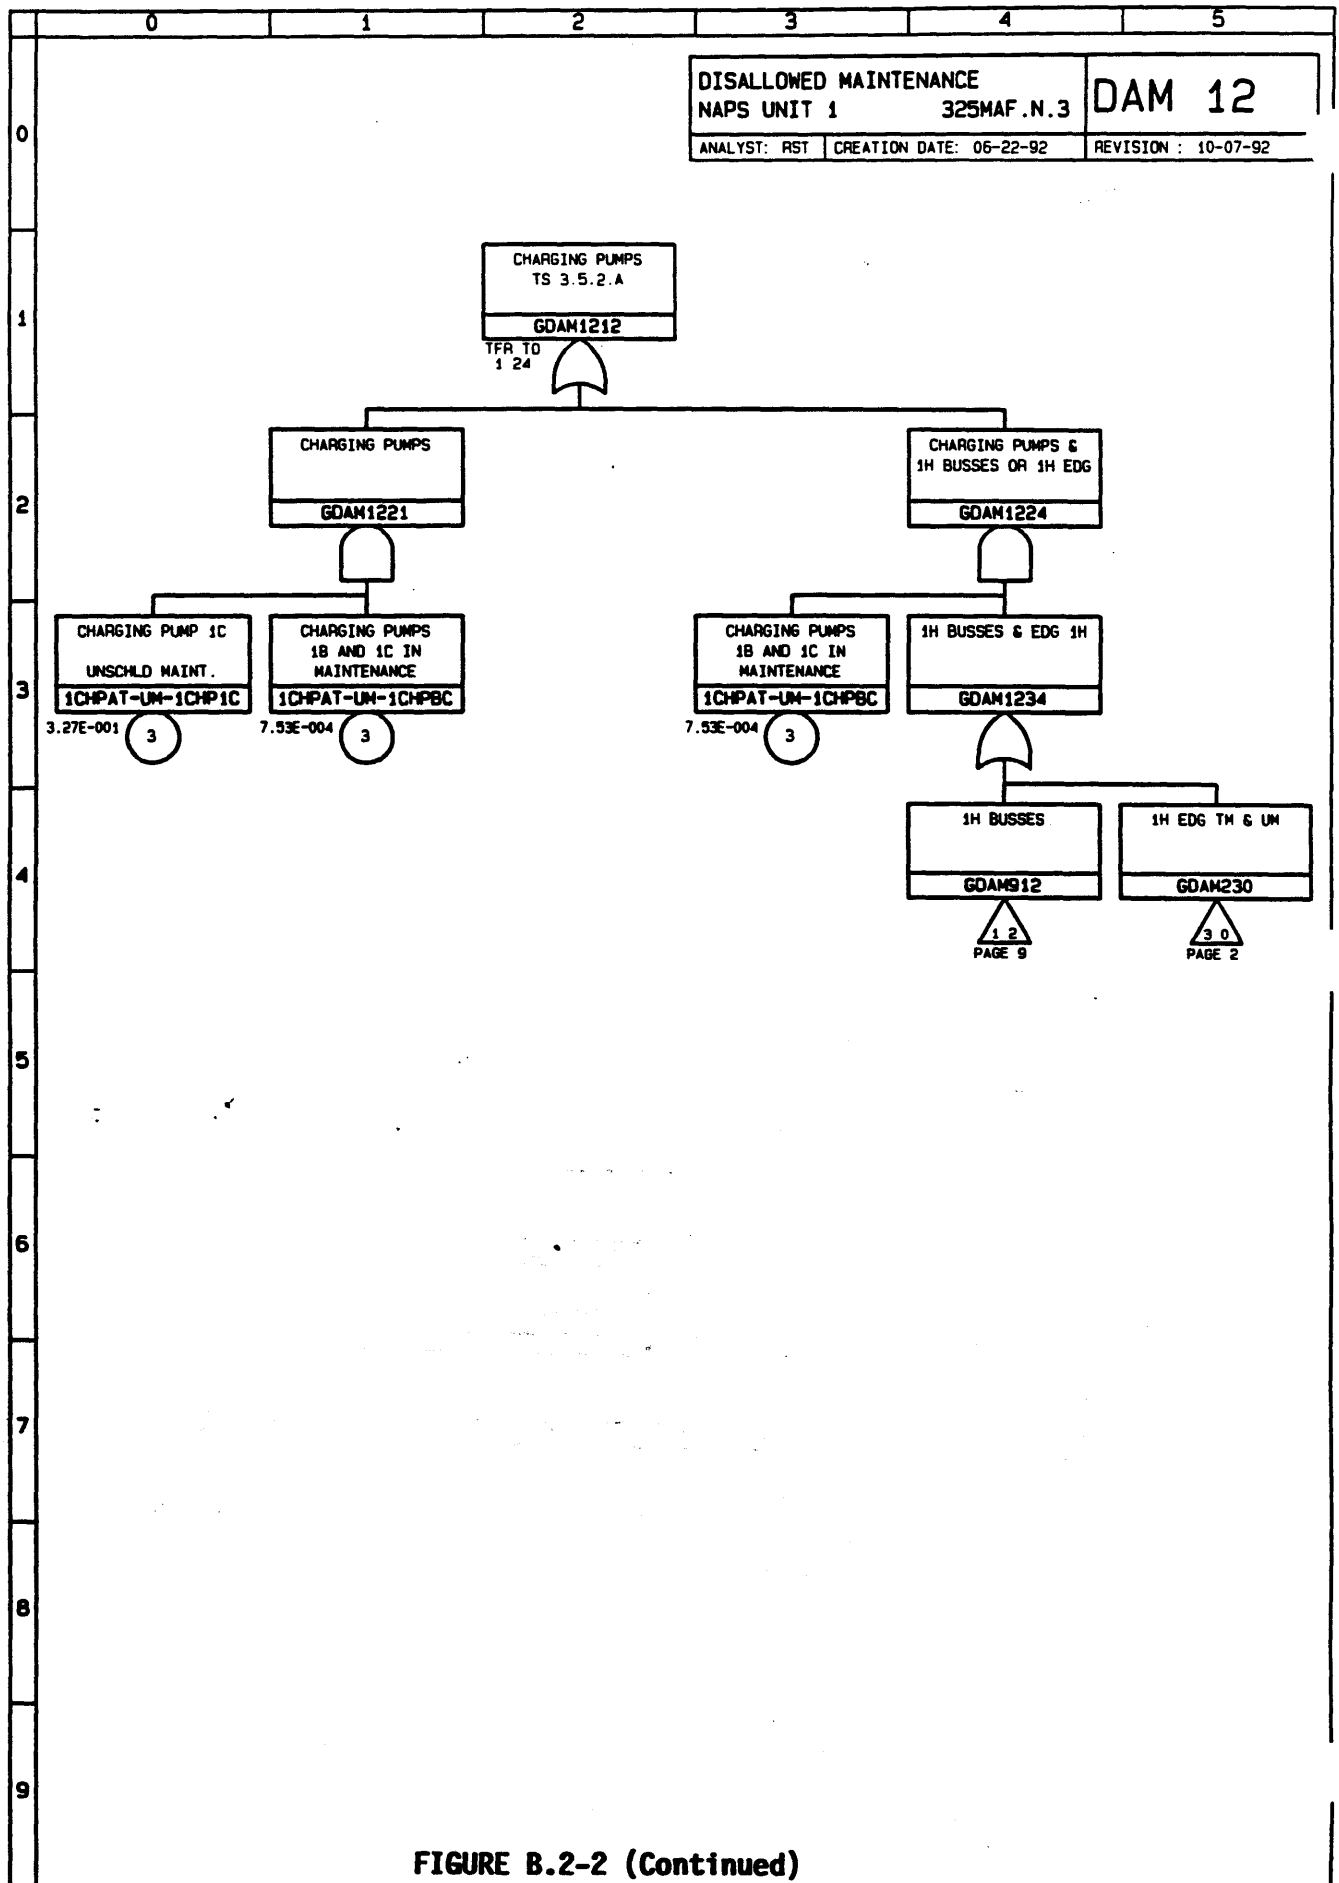 0 1 2 3 4 5
DISALLOWED MAINTENANCE
NAPS UNIT 1 325MAF.N.3
DAM 12
ANALYST: RST CREATION DATE: 06-22-92 REVISION : 10-07-92
0
CHARGING PUMPS
TS 3.5.2.A
GDAM1212
1
TFR TO
1 24
CHARGING PUMPS
GDAM1221
CHARGING PUMPS &
1H BUSSES OR 1H EDG
GDAM1224
2
CHARGING PUMP 1C
UNSCHLD MAINT.
1CHPAT-UM-1CHP1C
3.27E-001
3
CHARGING PUMPS
1B AND 1C IN
MAINTENANCE
1CHPAT-UM-1CHPBC
7.53E-004
3
CHARGING PUMPS
1B AND 1C IN
MAINTENANCE
1CHPAT-UM-1CHPBC
7.53E-004
3
1H BUSSES & EDG 1H
GDAM1234
3
1H BUSSES
GDAM912
1 2
PAGE 9
1H EDG TM & UM
GDAM230
3 0
PAGE 2
4
5
6
7
8
9
FIGURE B.2-2 (Continued)